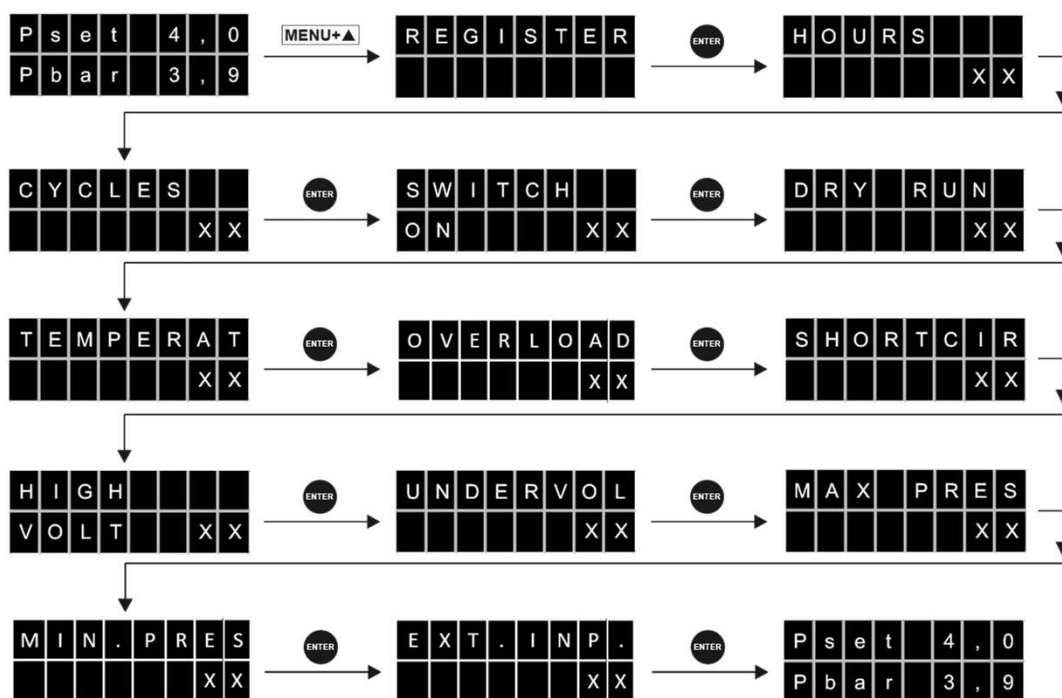 Pset 4,0
Pbar 3,9
MENU+▲
REGISTER
ENTER
HOURS
XX
CYCLES
XX
ENTER
SWITCH
ON XX
ENTER
DRY RUN
XX
TEMPERAT
XX
ENTER
OVERLOAD
XX
ENTER
SHORTCIR
XX
HIGH
VOLT XX
ENTER
UNDERVOL
XX
ENTER
MAX PRES
XX
MIN.PRES
XX
ENTER
EXT.INP.
XX
ENTER
Pset 4,0
Pbar 3,9